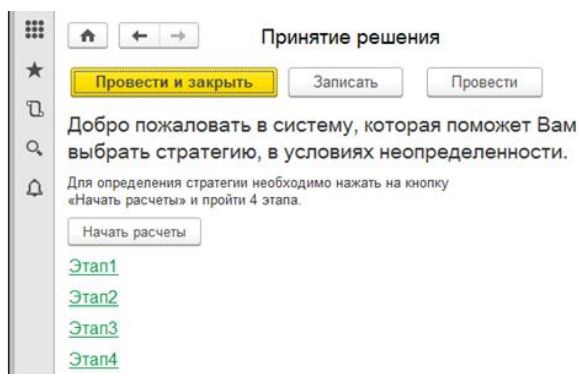 Принятие решения
Провести и закрыть Записать Провести
Добро пожаловать в систему, которая поможет Вам
выбрать стратегию, в условиях неопределенности.
Для определения стратегии необходимо нажать на кнопку
«Начать расчеты» и пройти 4 этапа.
Начать расчеты
Этап1
Этап2
Этап3
Этап4